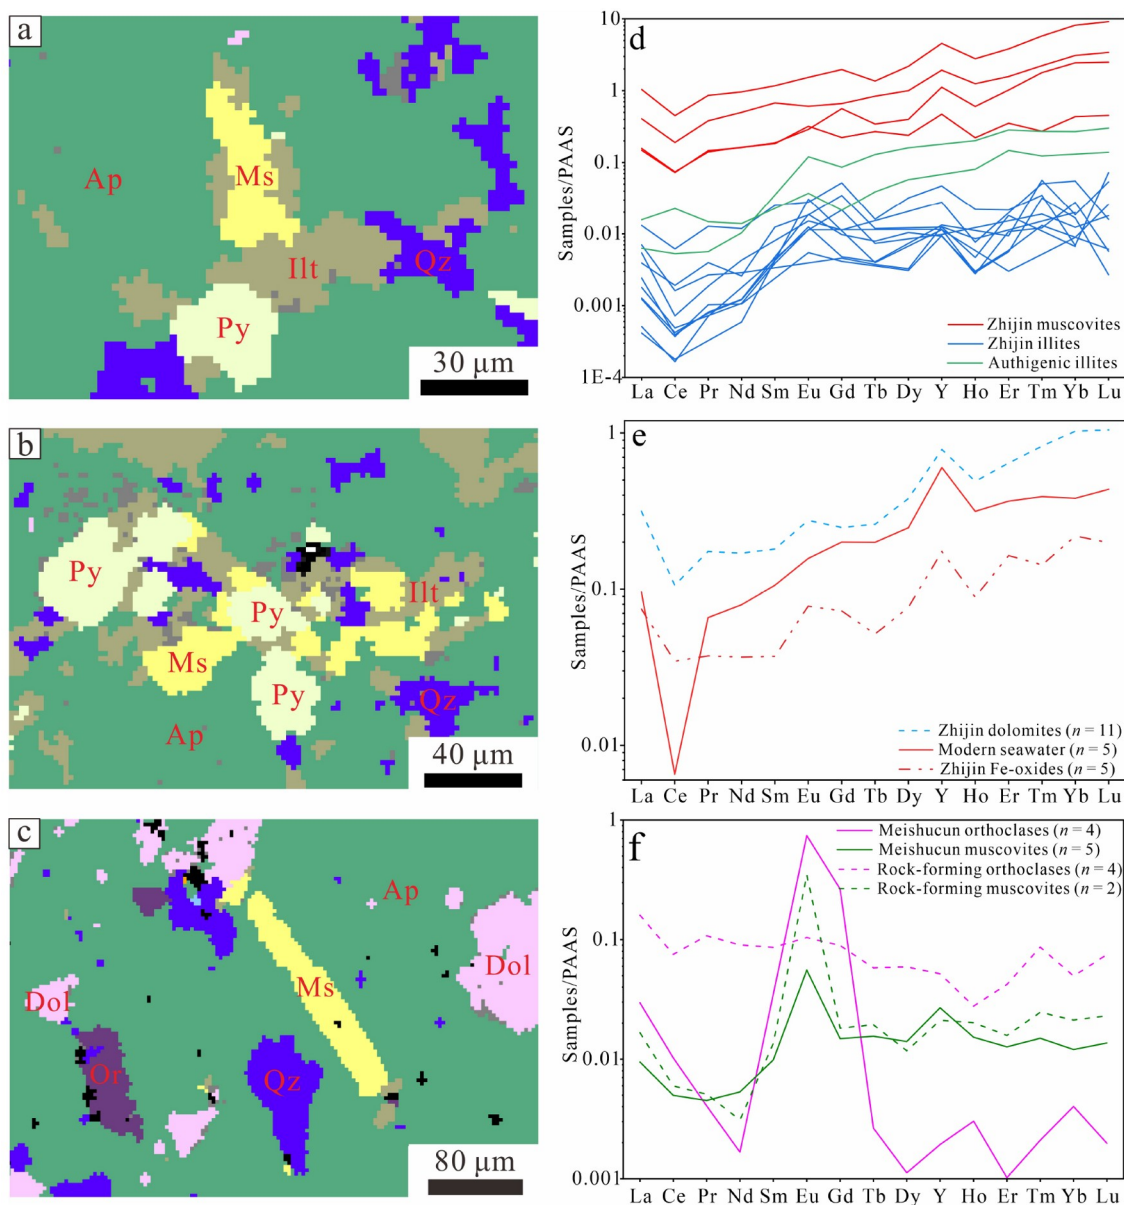 a
Ap
Ms
Ilt
Qz
Py
30 μm
b
Py
Py
Ilt
Ms
Py
Qz
Ap
40 μm
c
Ap
Ms
Dol
Dol
Or
Qz
80 μm
d
Samples/PAAS
10
1
0.1
0.01
0.001
1E-4
Zhijin muscovites
Zhijin illites
Authigenic illites
La Ce Pr Nd Sm Eu Gd Tb Dy Y Ho Er Tm Yb Lu
e
Samples/PAAS
1
0.1
0.01
Zhijin dolomites (n = 11)
Modern seawater (n = 5)
Zhijin Fe-oxides (n = 5)
La Ce Pr Nd Sm Eu Gd Tb Dy Y Ho Er Tm Yb Lu
f
Samples/PAAS
1
0.1
0.01
0.001
Meishucun orthoclases (n = 4)
Meishucun muscovites (n = 5)
Rock-forming orthoclases (n = 4)
Rock-forming muscovites (n = 2)
La Ce Pr Nd Sm Eu Gd Tb Dy Y Ho Er Tm Yb Lu